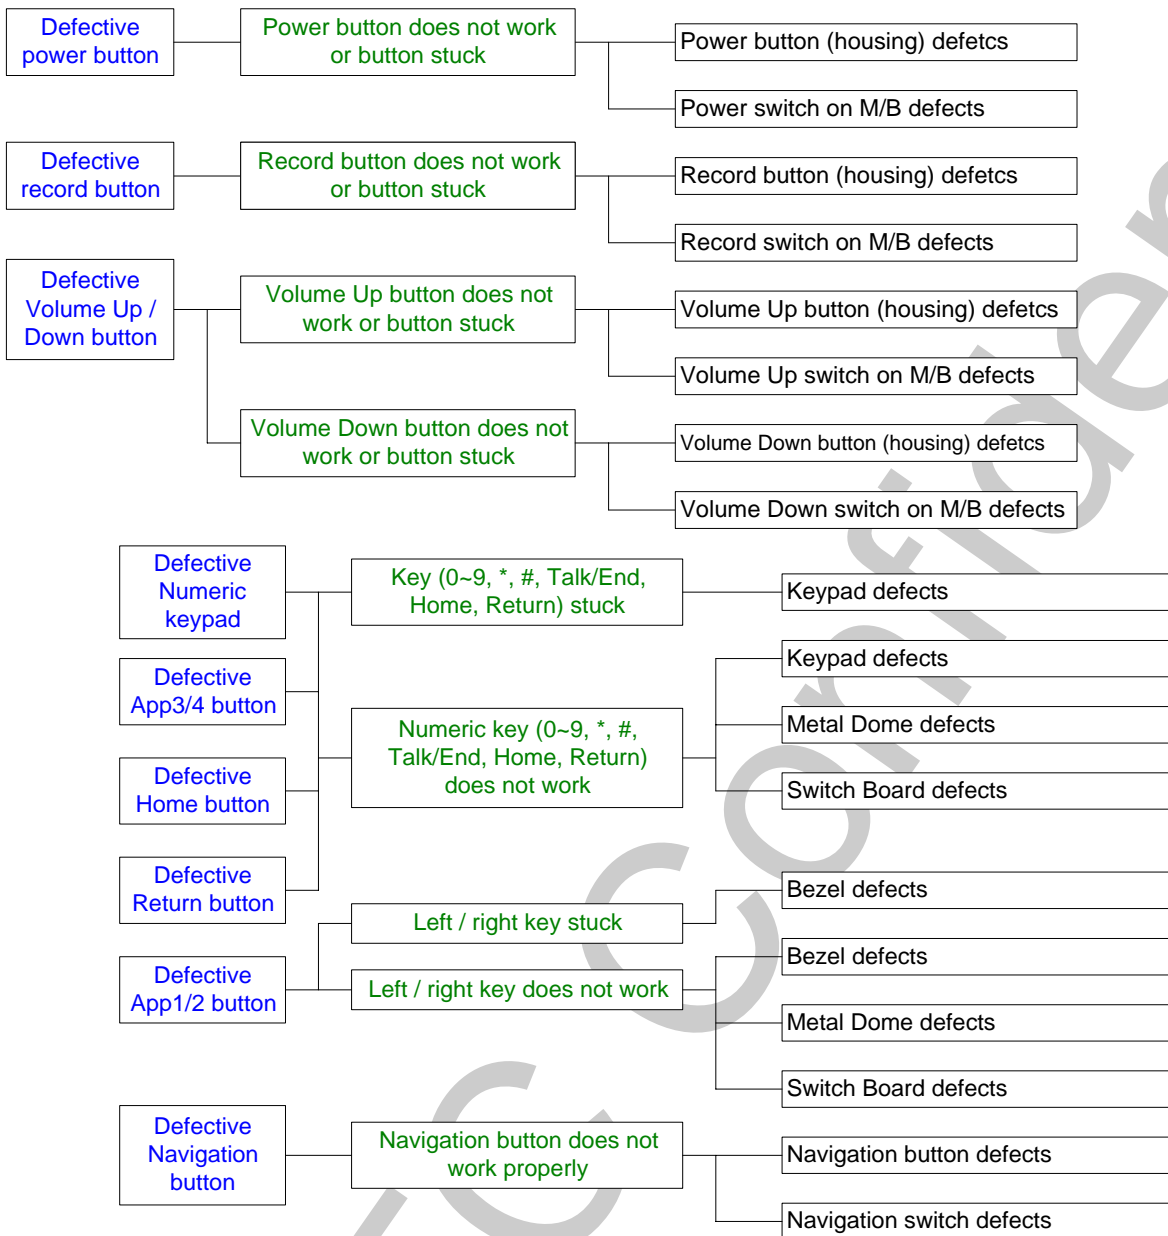 Defective
power button
Power button does not work
or button stuck
Power button (housing) defetcs
Power switch on M/B defects
Defective
record button
Record button does not work
or button stuck
Record button (housing) defetcs
Record switch on M/B defects
Defective
Volume Up /
Down button
Volume Up button does not
work or button stuck
Volume Up button (housing) defetcs
Volume Up switch on M/B defects
Volume Down button does not
work or button stuck
Volume Down button (housing) defetcs
Volume Down switch on M/B defects
Defective
Numeric
keypad
Key (0~9, *, #, Talk/End,
Home, Return) stuck
Keypad defects
Defective
App3/4 button
Numeric key (0~9, *, #,
Talk/End, Home, Return)
does not work
Keypad defects
Metal Dome defects
Switch Board defects
Defective
Home button
Defective
Return button
Left / right key stuck
Bezel defects
Defective
App1/2 button
Left / right key does not work
Bezel defects
Metal Dome defects
Switch Board defects
Defective
Navigation
button
Navigation button does not
work properly
Navigation button defects
Navigation switch defects